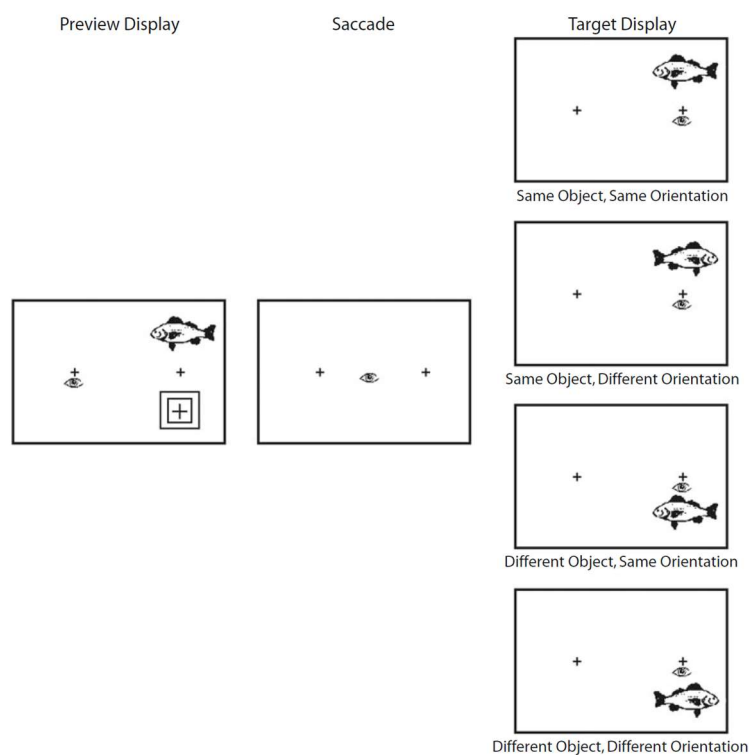 Preview Display
Saccade
Target Display
Same Object, Same Orientation
Same Object, Different Orientation
Different Object, Same Orientation
Different Object, Different Orientation